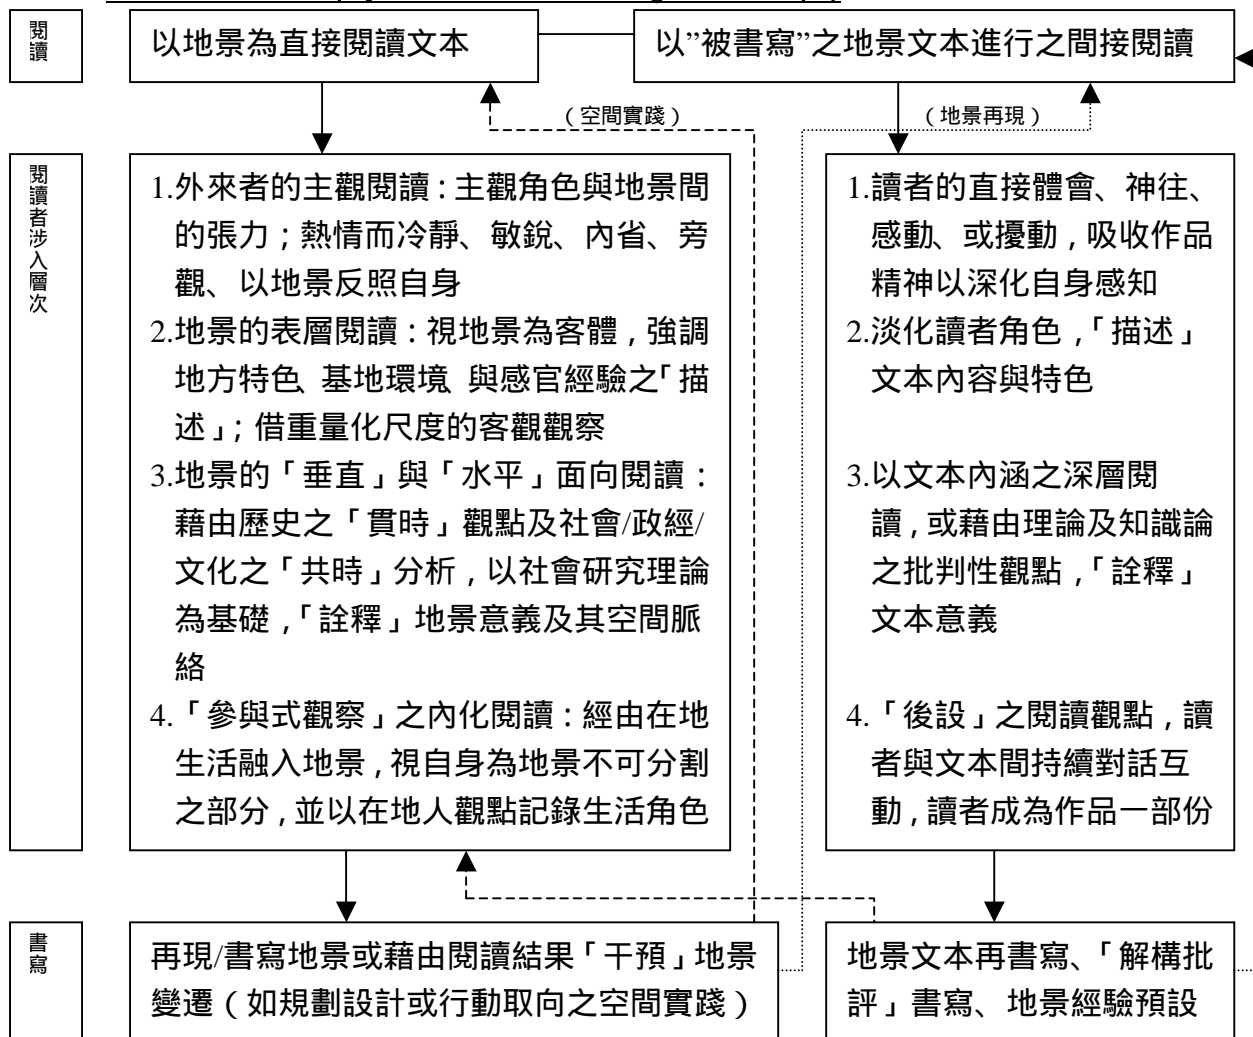 閱讀
以地景為直接閱讀文本
以”被書寫”之地景文本進行之間接閱讀
（空間實踐）
（地景再現）
閱讀者涉入層次
1.外來者的主觀閱讀：主觀角色與地景間
的張力；熱情而冷靜、敏銳、內省、旁
觀、以地景反照自身
2.地景的表層閱讀：視地景為客體，強調
地方特色、基地環境、與感官經驗之「描
述」；借重量化尺度的客觀觀察
3.地景的「垂直」與「水平」面向閱讀：
藉由歷史之「貫時」觀點及社會/政經/
文化之「共時」分析，以社會研究理論
為基礎，「詮釋」地景意義及其空間脈
絡
4.「參與式觀察」之內化閱讀：經由在地
生活融入地景，視自身為地景不可分割
之部分，並以在地人觀點記錄生活角色
1.讀者的直接體會、神往、
感動、或擾動，吸收作品
精神以深化自身感知
2.淡化讀者角色，「描述」
文本內容與特色
3.以文本內涵之深層閱
讀，或藉由理論及知識論
之批判性觀點，「詮釋」
文本意義
4.「後設」之閱讀觀點，讀
者與文本間持續對話互
動，讀者成為作品一部份
書寫
再現/書寫地景或藉由閱讀結果「干預」地景
變遷（如規劃設計或行動取向之空間實踐）
地景文本再書寫、「解構批
評」書寫、地景經驗預設